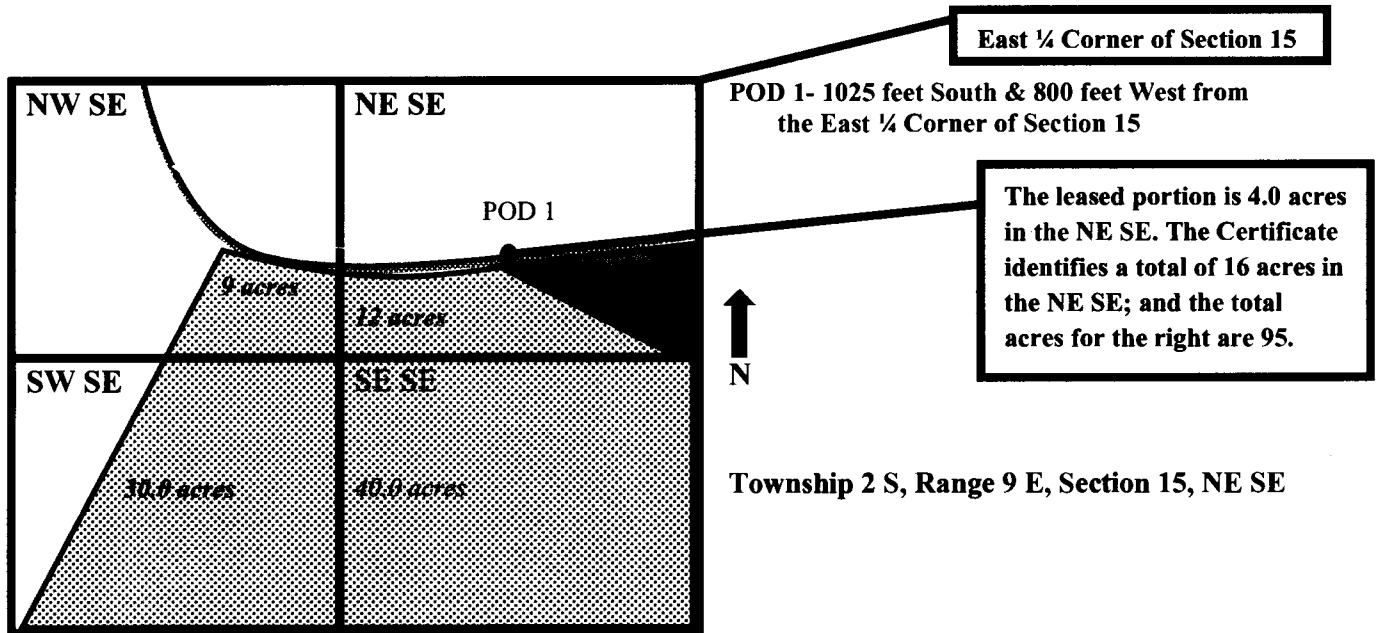 East ¼ Corner of Section 15
NW SE
NE SE
POD 1- 1025 feet South & 800 feet West from
the East ¼ Corner of Section 15
POD 1
The leased portion is 4.0 acres
in the NE SE. The Certificate
identifies a total of 16 acres in
the NE SE; and the total
acres for the right are 95.
9 acres
12 acres
N
SW SE
SE SE
30.0 acres
40.0 acres
Township 2 S, Range 9 E, Section 15, NE SE